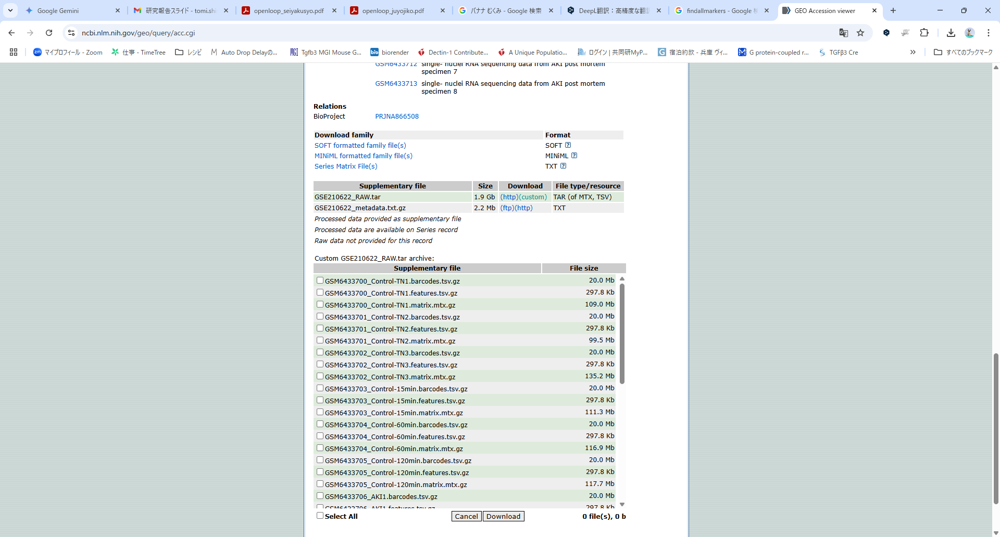 Google Gemini
研究報告スライド - tomi.shi
openloop_seiyakusyo.pdf
openloop_juyojiko.pdf
バナナ むくみ - Google 検索
DeepL翻訳：高精度な翻訳
findallmarkers - Google 検
GEO Accession viewer
ncbi.nlm.nih.gov/geo/query/acc.cgi
マイプロフィール - Zoom
仕事 - TimeTree
レシピ
Auto Drop Delayの...
Tgfb3 MGI Mouse G...
biorender
Dectin-1 Contribute...
A Unique Populatio...
ログイン | 共同研MyP...
宿泊約款 - 兵庫 ヴィ...
G protein-coupled r...
TGFβ3 Cre
すべてのブックマーク
GSM6433712 single- nuclei RNA sequencing data from AKI post mortem
specimen 7
GSM6433713 single- nuclei RNA sequencing data from AKI post mortem
specimen 8
Relations
BioProject PRJNA866508
Download family Format
SOFT formatted family file(s) SOFT ?
MINiML formatted family file(s) MINiML ?
Series Matrix File(s) TXT ?
Supplementary file Size Download File type/resource
GSE210622_RAW.tar 1.9 Gb (http)(custom) TAR (of MTX, TSV)
GSE210622_metadata.txt.gz 2.2 Mb (ftp)(http) TXT
Processed data provided as supplementary file
Processed data are available on Series record
Raw data not provided for this record
Custom GSE210622_RAW.tar archive:
Supplementary file File size
GSM6433700_Control-TN1.barcodes.tsv.gz 20.0 Mb
GSM6433700_Control-TN1.features.tsv.gz 297.8 Kb
GSM6433700_Control-TN1.matrix.mtx.gz 109.0 Mb
GSM6433701_Control-TN2.barcodes.tsv.gz 20.0 Mb
GSM6433701_Control-TN2.features.tsv.gz 297.8 Kb
GSM6433701_Control-TN2.matrix.mtx.gz 99.5 Mb
GSM6433702_Control-TN3.barcodes.tsv.gz 20.0 Mb
GSM6433702_Control-TN3.features.tsv.gz 297.8 Kb
GSM6433702_Control-TN3.matrix.mtx.gz 135.2 Mb
GSM6433703_Control-15min.barcodes.tsv.gz 20.0 Mb
GSM6433703_Control-15min.features.tsv.gz 297.8 Kb
GSM6433703_Control-15min.matrix.mtx.gz 111.3 Mb
GSM6433704_Control-60min.barcodes.tsv.gz 20.0 Mb
GSM6433704_Control-60min.features.tsv.gz 297.8 Kb
GSM6433704_Control-60min.matrix.mtx.gz 116.9 Mb
GSM6433705_Control-120min.barcodes.tsv.gz 20.0 Mb
GSM6433705_Control-120min.features.tsv.gz 297.8 Kb
GSM6433705_Control-120min.matrix.mtx.gz 117.7 Mb
GSM6433706_AKI1.barcodes.tsv.gz 20.0 Mb
GSM6433706_AKI1.features.tsv.gz 297.8 Kb
Select All Cancel Download 0 file(s), 0 b